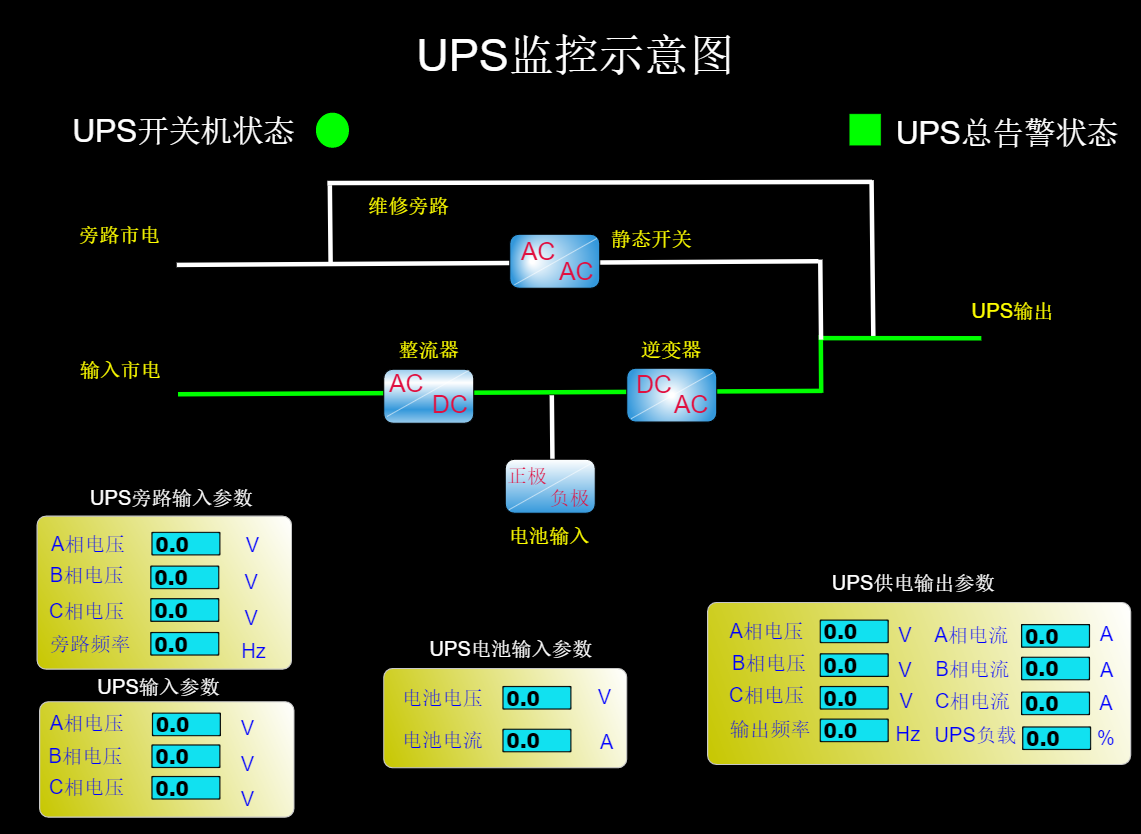 UPS监控示意图
UPS开关机状态
UPS总告警状态
维修旁路
旁路市电
AC
AC
静态开关
UPS输出
输入市电
整流器
AC
DC
逆变器
DC
AC
正极
负极
电池输入
UPS旁路输入参数
A相电压 0.0 V
B相电压 0.0 V
C相电压 0.0 V
旁路频率 0.0 Hz
UPS输入参数
A相电压 0.0 V
B相电压 0.0 V
C相电压 0.0 V
UPS电池输入参数
电池电压 0.0 V
电池电流 0.0 A
UPS供电输出参数
A相电压 0.0 V A相电流 0.0 A
B相电压 0.0 V B相电流 0.0 A
C相电压 0.0 V C相电流 0.0 A
输出频率 0.0 Hz UPS负载 0.0 %